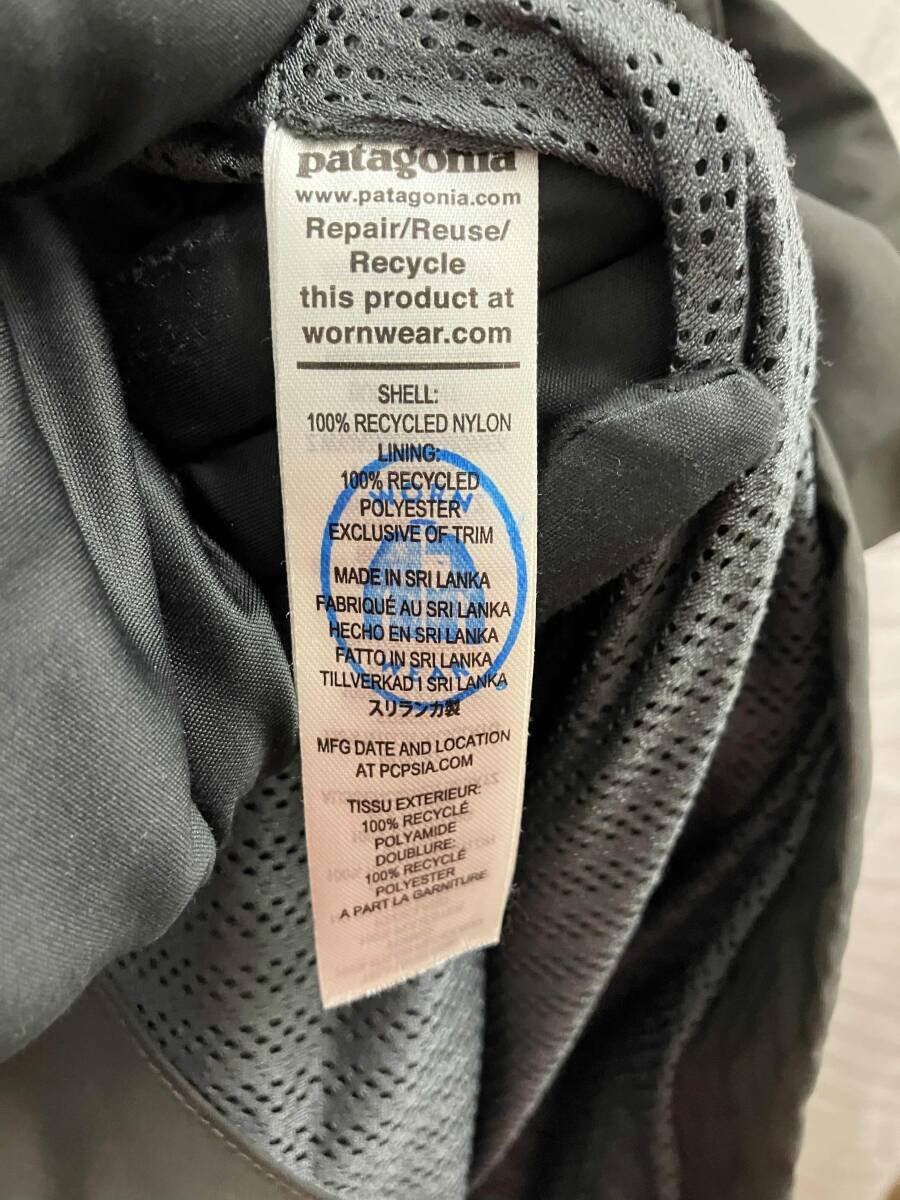 patagonia
www.patagonia.com
Repair/Reuse/
Recycle
this product at
wornwear.com
SHELL:
100% RECYCLED NYLON
LINING:
100% RECYCLED
POLYESTER
EXCLUSIVE OF TRIM
WORN
WEAR
MADE IN SRI LANKA
FABRIQUÉ AU SRI LANKA
HECHO EN SRI LANKA
FATTO IN SRI LANKA
TILLVERKAD I SRI LANKA
スリランカ製
MFG DATE AND LOCATION
AT PCPSIA.COM
TISSU EXTERIEUR:
100% RECYCLÉ
POLYAMIDE
DOUBLURE:
100% RECYCLÉ
POLYESTER
A PART LA GARNITURE